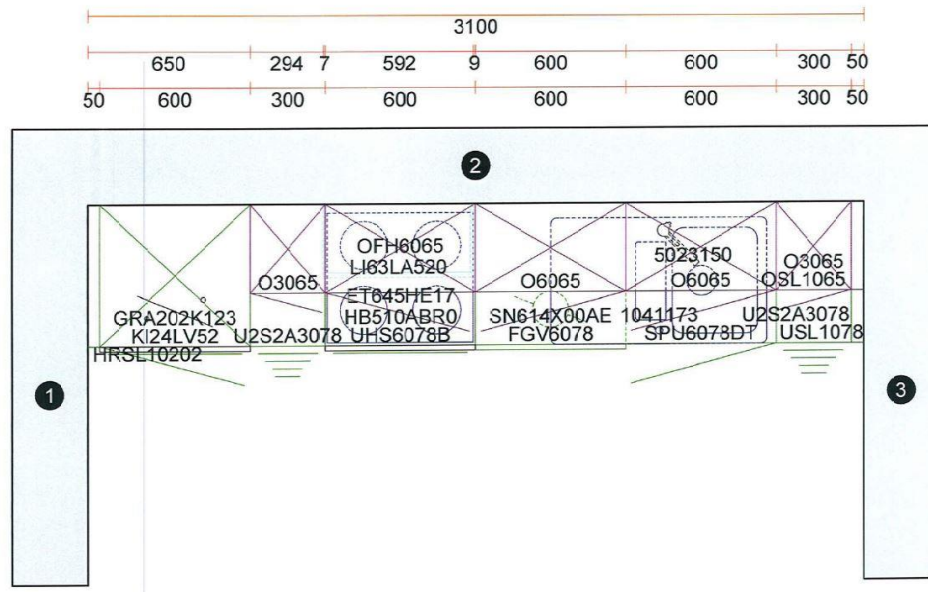 3100
650 294 7 592 9 600 600 300 50
50 600 300 600 600 600 300 50
2
OFH6065
LI63LA520
5023150
O3065
O6065
O6065
O3065
OSL1065
ET645HE17
GRA202K123
HB510ABR0
SN614X00AE
1041173
U2S2A3078
KI24LV52
U2S2A3078
UHS6078B
FGV6078
SPU6078DT
USL1078
HRSL10202
1
3